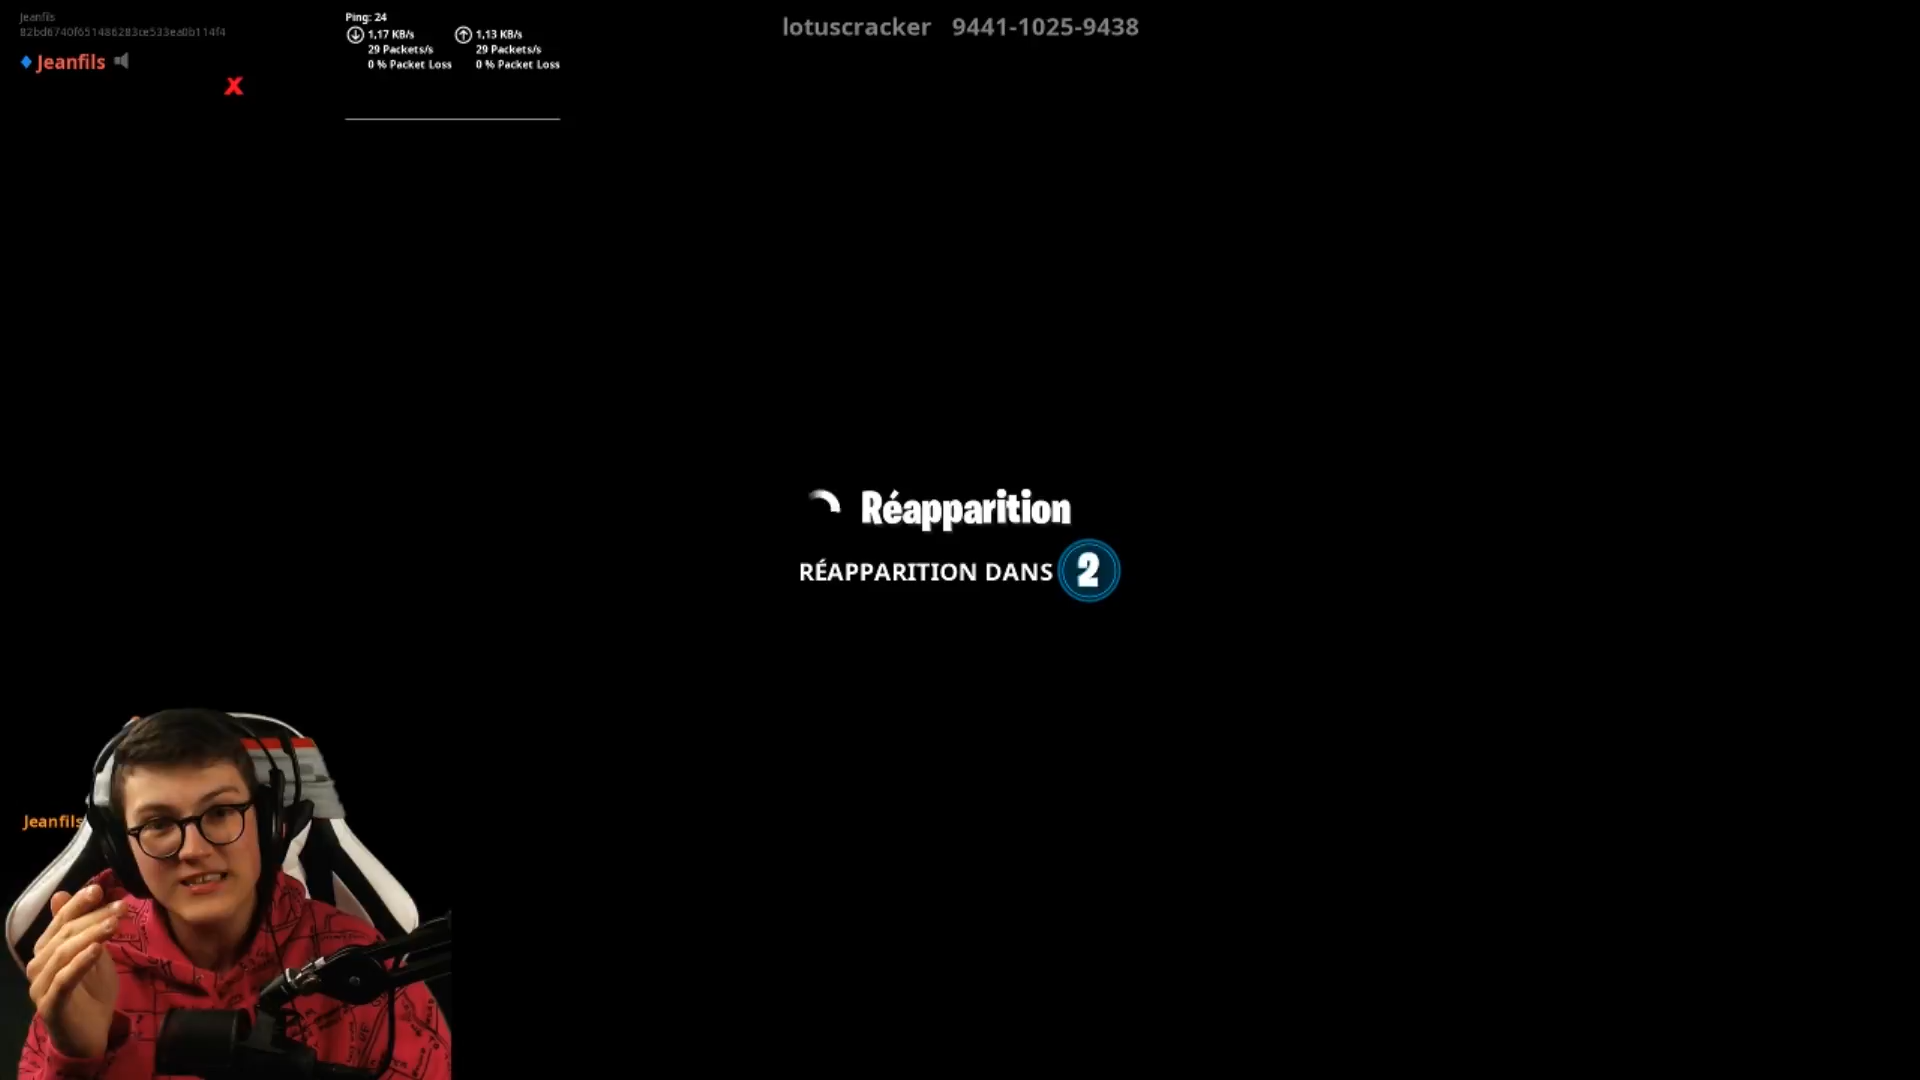 Jeanfils
Jeanfils
Ping: 24
1,17 KB/s
29 Packets/s
0 % Packet Loss
1,13 KB/s
29 Packets/s
0 % Packet Loss
lotuscracker 9441-1025-9438
X
Réapparition
RÉAPPARITION DANS 2
Jeanfils